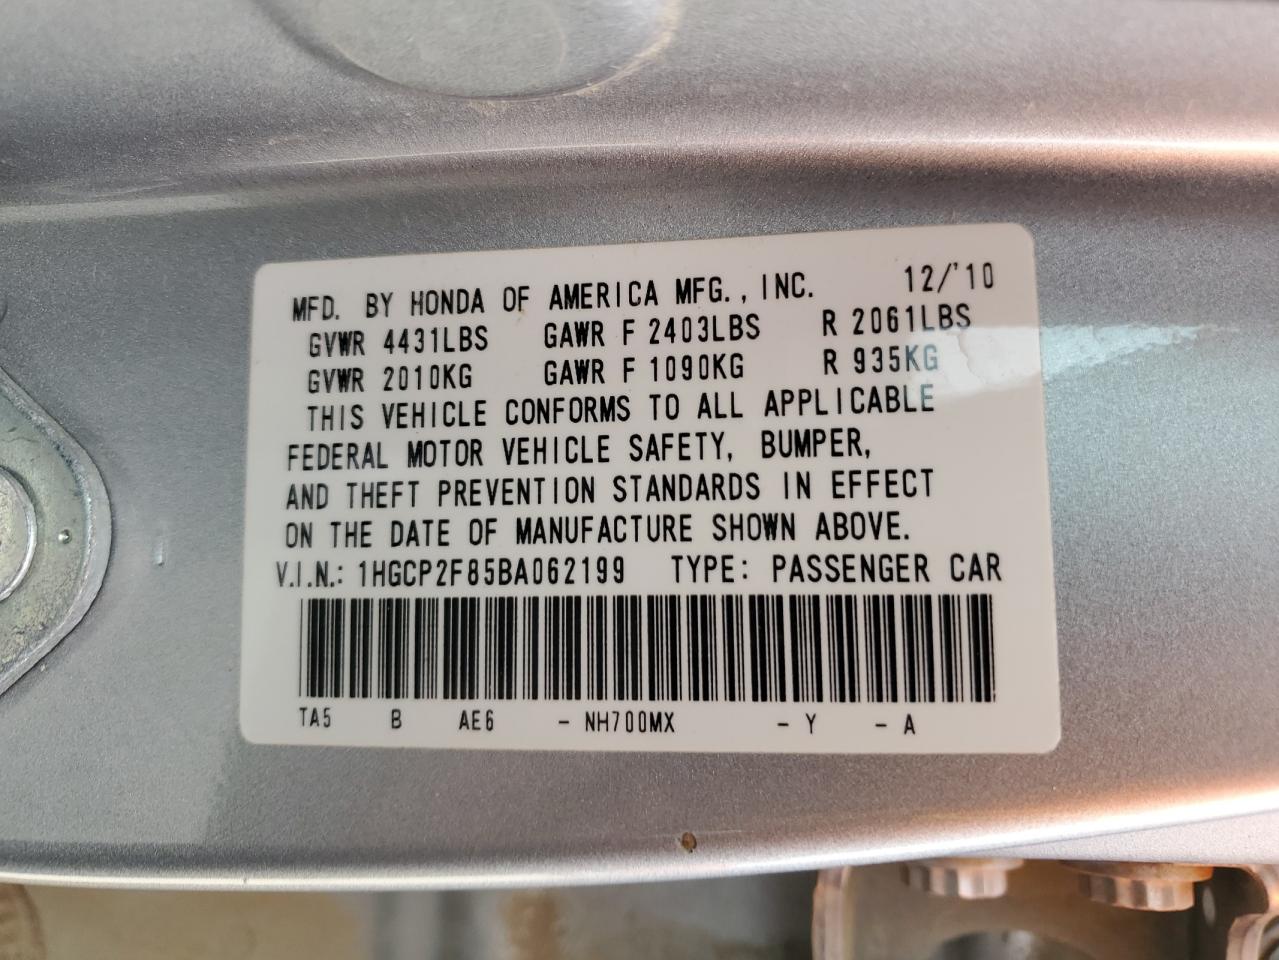 MFD. BY HONDA OF AMERICA MFG., INC. 12/'10
GVWR 4431LBS GAWR F 2403LBS R 2061LBS
GVWR 2010KG GAWR F 1090KG R 935KG
THIS VEHICLE CONFORMS TO ALL APPLICABLE
FEDERAL MOTOR VEHICLE SAFETY, BUMPER,
AND THEFT PREVENTION STANDARDS IN EFFECT
ON THE DATE OF MANUFACTURE SHOWN ABOVE.
V.I.N.: 1HGCP2F85BA062199 TYPE: PASSENGER CAR
TA5 B AE6 - NH700MX - Y - A